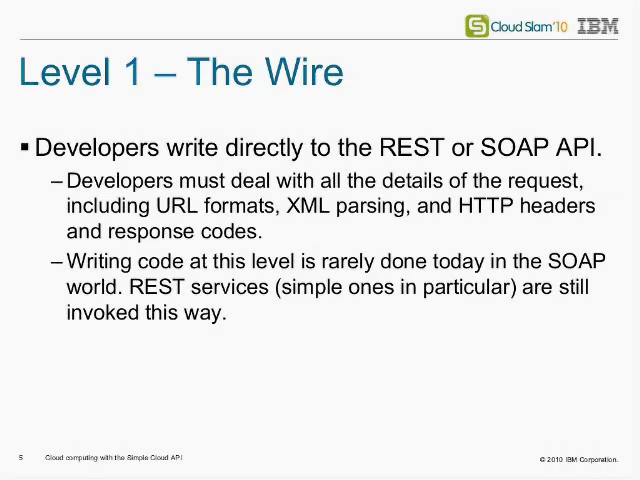 Cloud Slam'10 IBM
Level 1 – The Wire
▪ Developers write directly to the REST or SOAP API.
– Developers must deal with all the details of the request,
including URL formats, XML parsing, and HTTP headers
and response codes.
– Writing code at this level is rarely done today in the SOAP
world. REST services (simple ones in particular) are still
invoked this way.
5 Cloud computing with the Simple Cloud API © 2010 IBM Corporation.